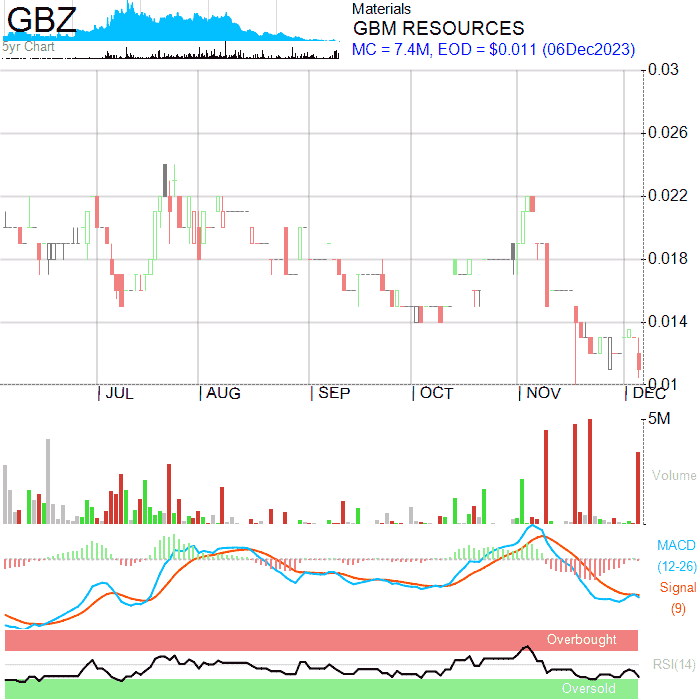 GBZ
5yr Chart
Materials
GBM RESOURCES
MC = 7.4M, EOD = $0.011 (06Dec2023)
0.03
0.026
0.022
0.018
0.014
0.01
JUL AUG SEP OCT NOV DEC
5M
Volume
MACD
(12-26)
Signal
(9)
Overbought
RSI(14)
Oversold